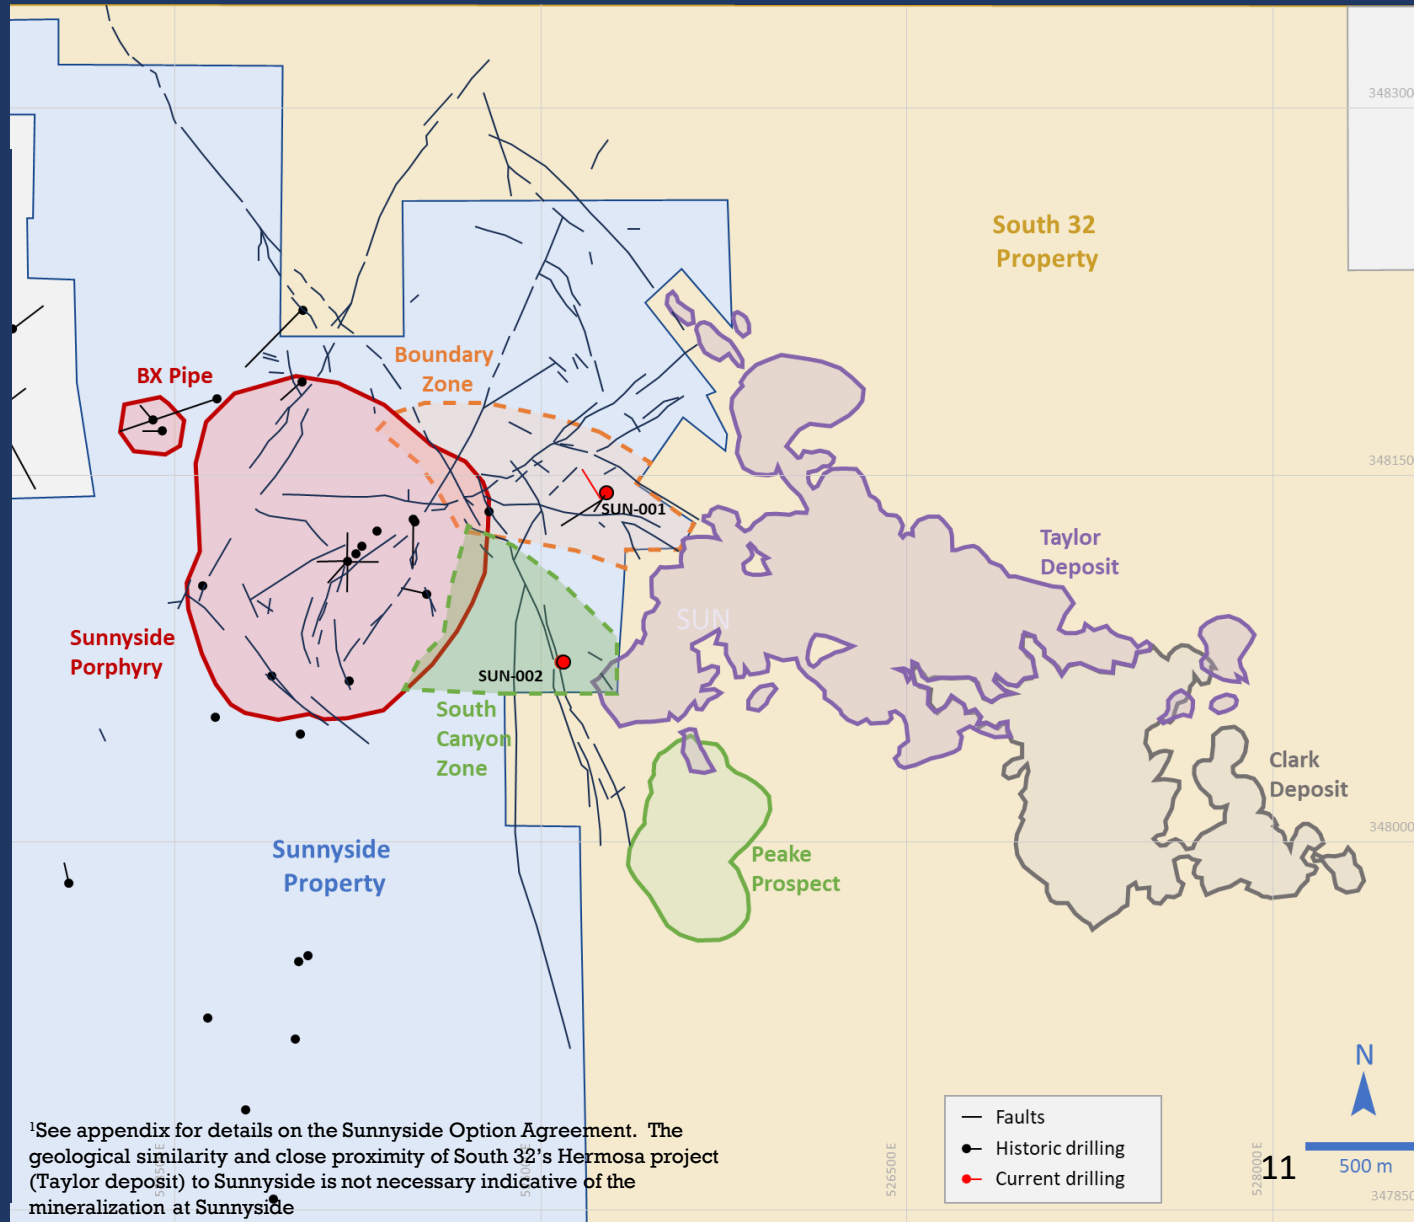 348300
South 32
Property
Boundary
Zone
BX Pipe
348150
SUN-001
Taylor
Deposit
SUN
Sunnyside
Porphyry
SUN-002
South
Canyon
Zone
Clark
Deposit
348000
Sunnyside
Property
Peake
Prospect
N
Faults
Historic drilling
Current drilling
500 m
11
526500 E
528000 E
347850
¹See appendix for details on the Sunnyside Option Agreement. The
geological similarity and close proximity of South 32's Hermosa project
(Taylor deposit) to Sunnyside is not necessary indicative of the
mineralization at Sunnyside